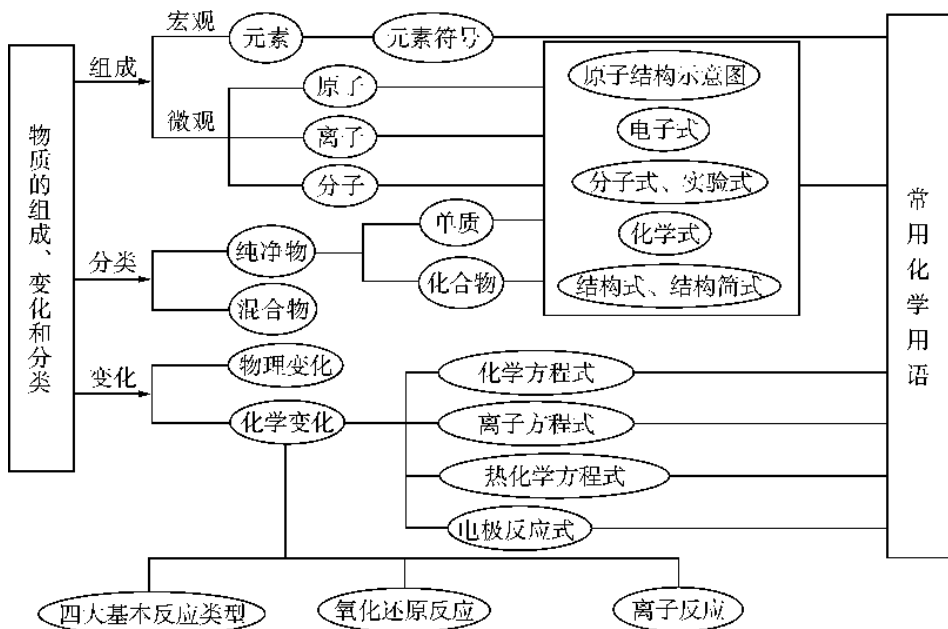 物质的组成、变化和分类
组成
宏观
元素
元素符号
微观
原子
离子
分子
原子结构示意图
电子式
分子式、实验式
化学式
结构式、结构简式
分类
纯净物
单质
化合物
混合物
变化
物理变化
化学变化
化学方程式
离子方程式
热化学方程式
电极反应式
四大基本反应类型
氧化还原反应
离子反应
常用化学用语